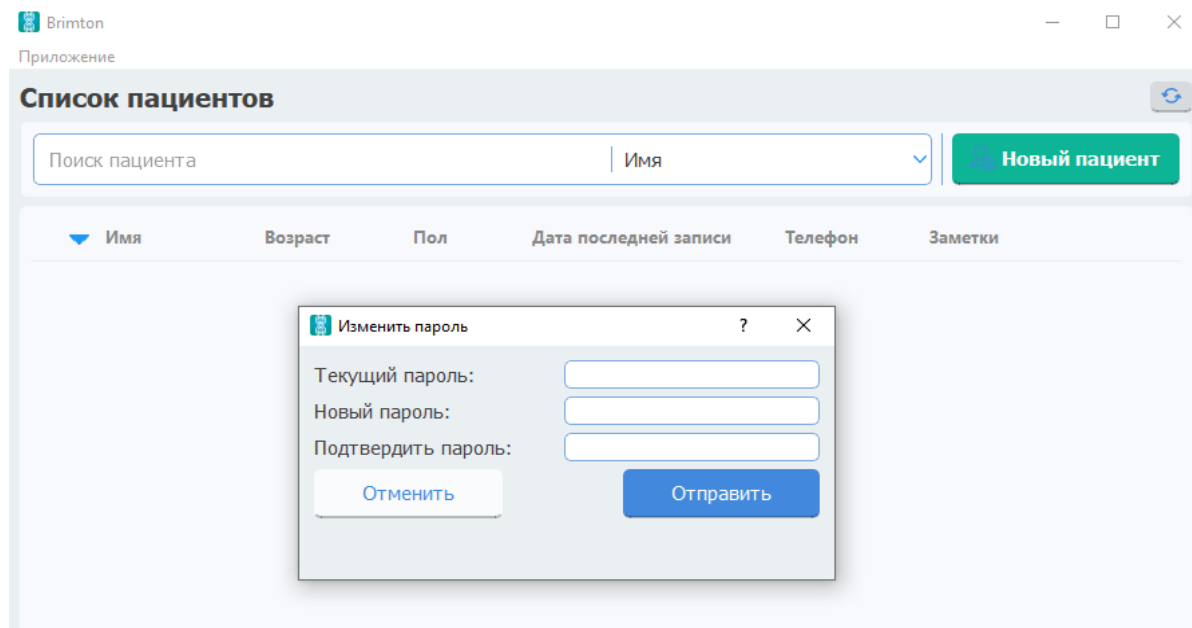 Brimton
Приложение
Список пациентов
Поиск пациента Имя Новый пациент
Имя Возраст Пол Дата последней записи Телефон Заметки
Изменить пароль ?
Текущий пароль:
Новый пароль:
Подтвердить пароль:
Отменить Отправить